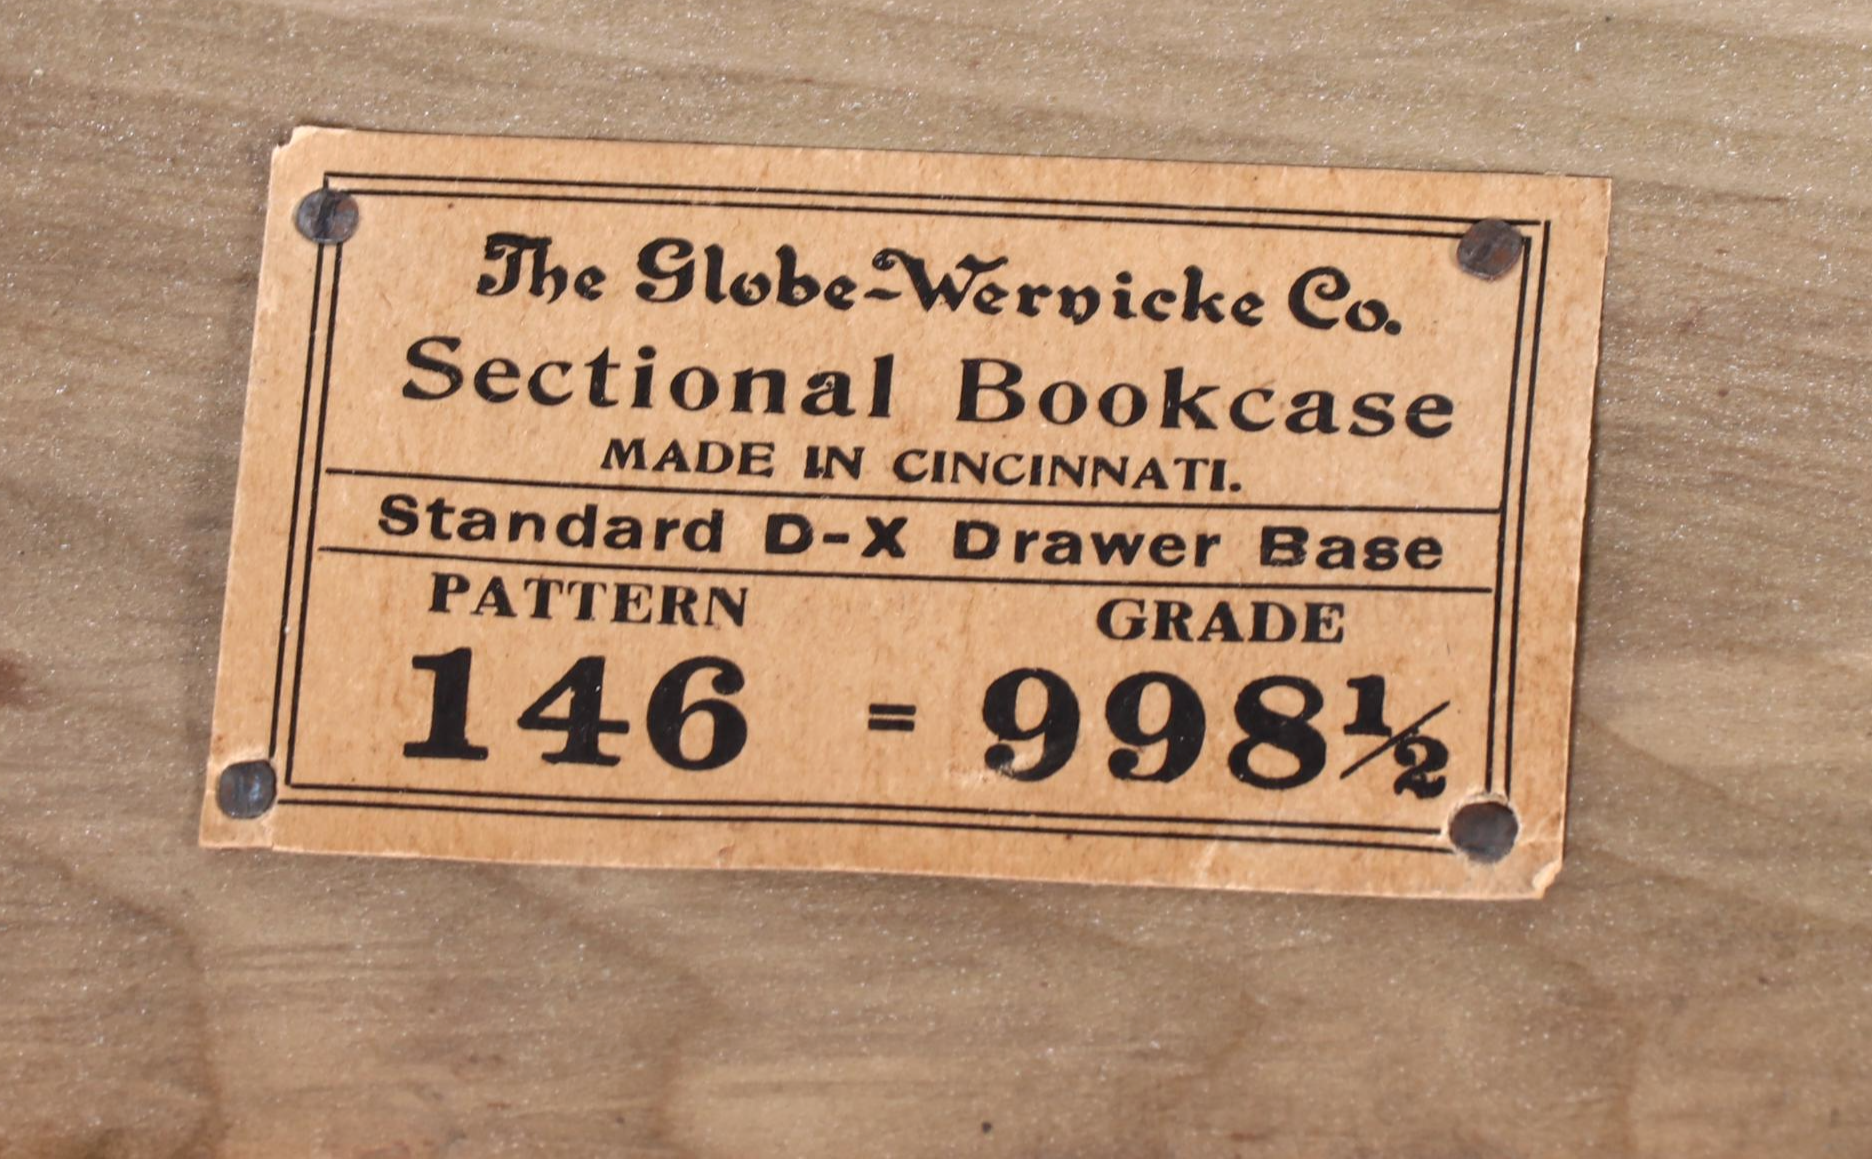 The Globe-Wernicke Co.
Sectional Bookcase
MADE IN CINCINNATI.
Standard D-X Drawer Base
PATTERN GRADE
146 = 998½